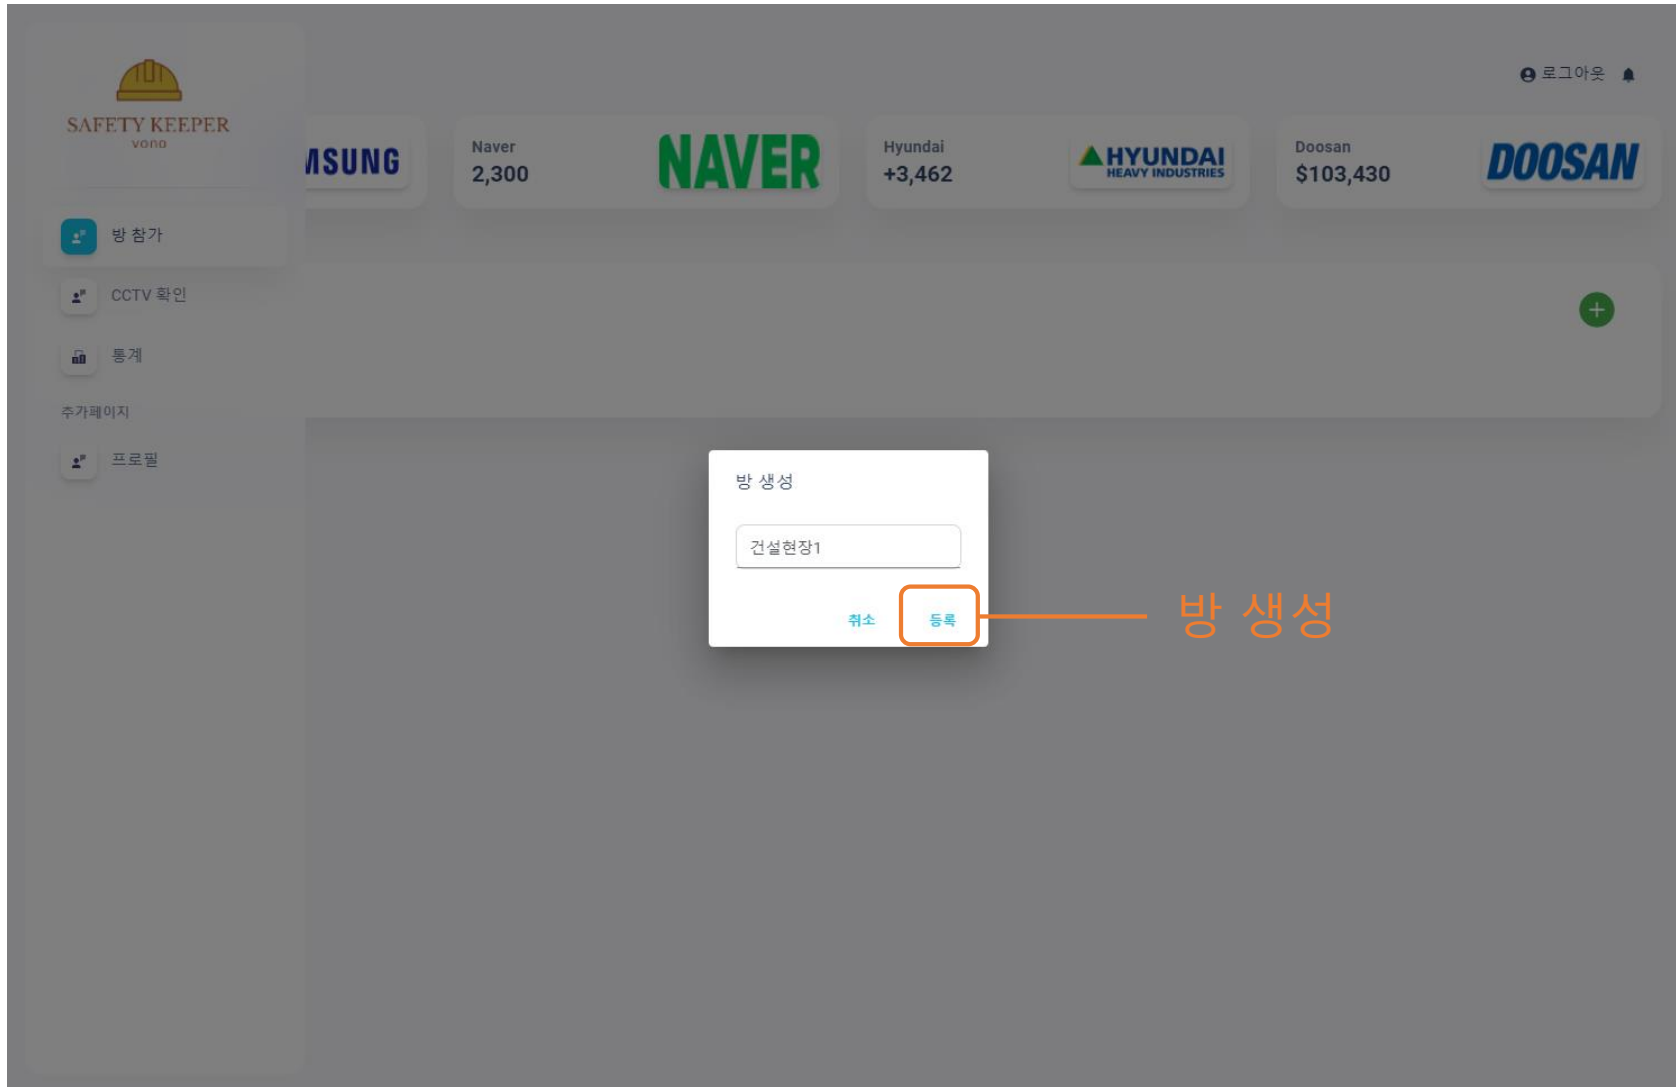 SAFETY KEEPER
vono
로그아웃
MSUNG
Naver
2,300
NAVER
Hyundai
+3,462
HYUNDAI
HEAVY INDUSTRIES
Doosan
$103,430
DOOSAN
방 참가
CCTV 확인
통계
추가페이지
프로필
방 생성
건설현장1
취소
등록
방 생성